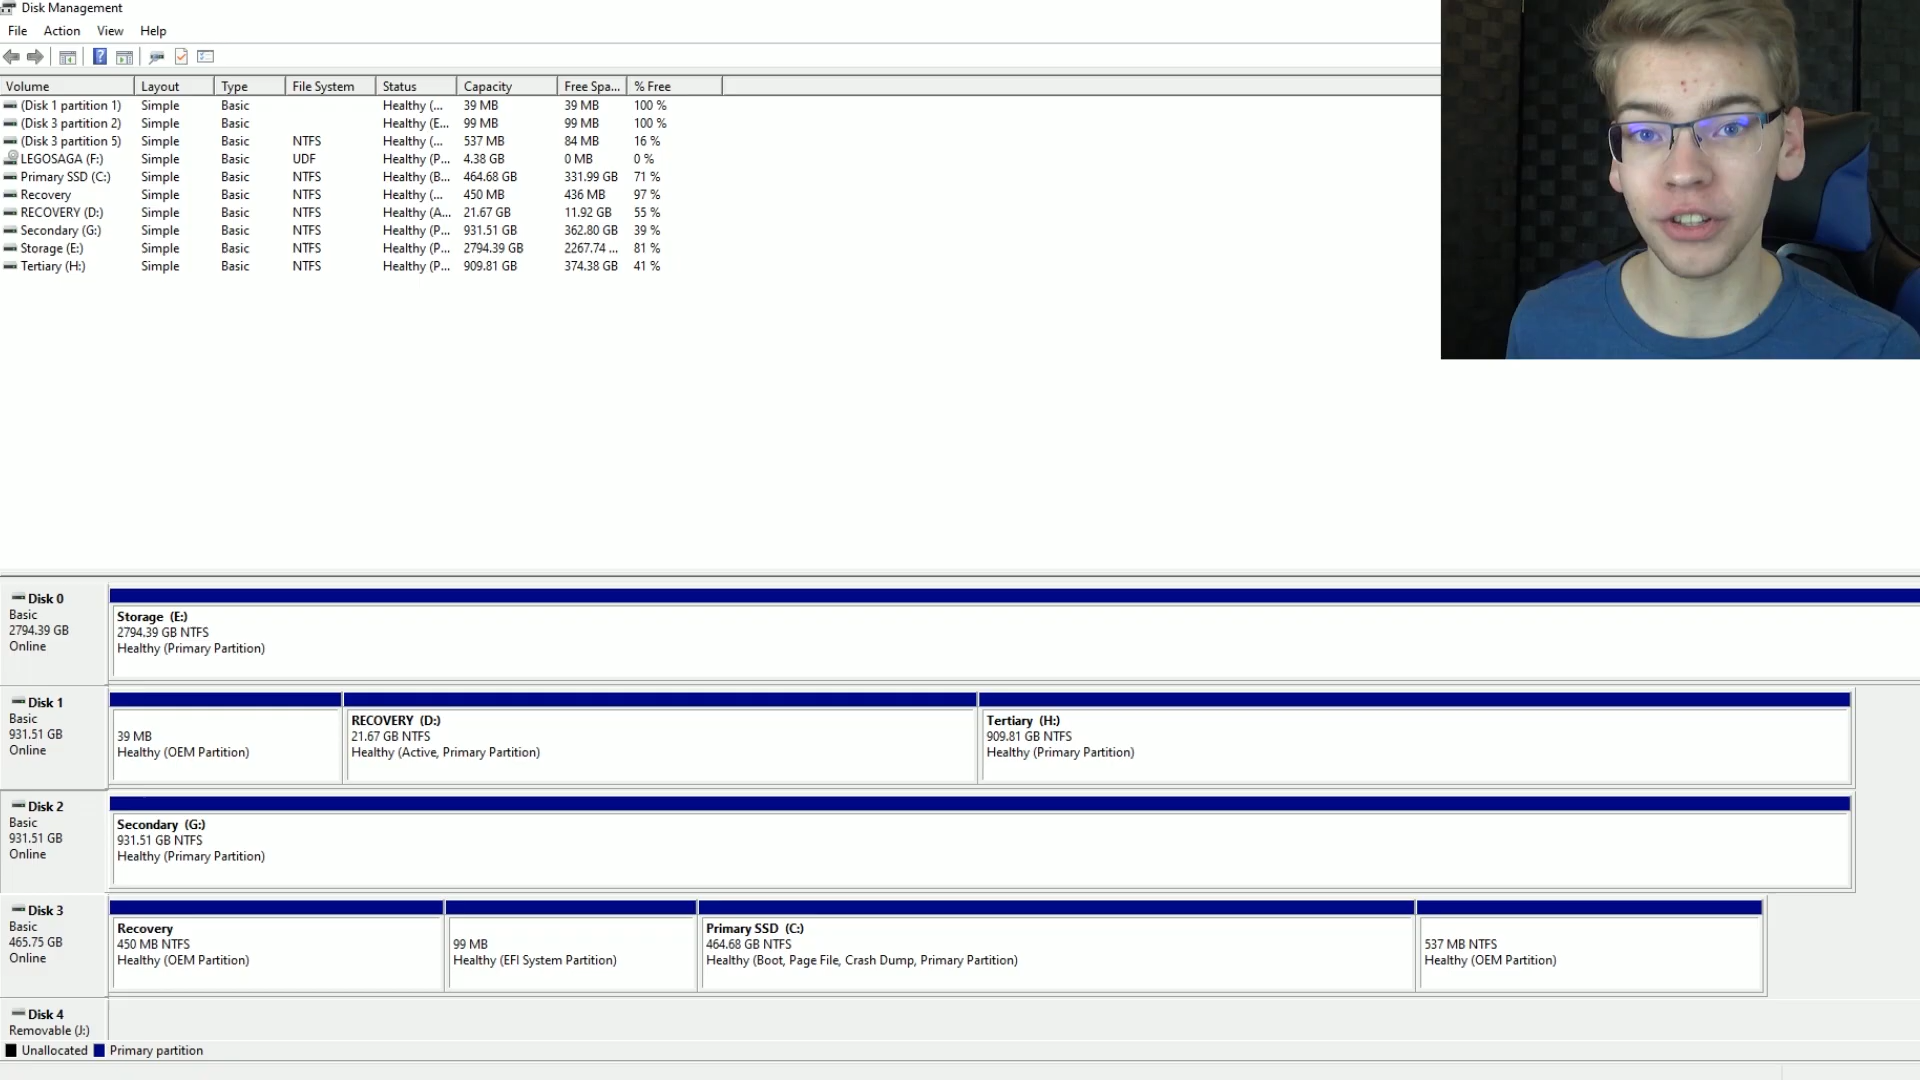 Disk Management
File Action View Help
Volume Layout Type File System Status Capacity Free Spa... % Free
(Disk 1 partition 1) Simple Basic Healthy (... 39 MB 39 MB 100 %
(Disk 3 partition 2) Simple Basic Healthy (E... 99 MB 99 MB 100 %
(Disk 3 partition 5) Simple Basic NTFS Healthy (... 537 MB 84 MB 16 %
LEGOSAGA (F:) Simple Basic UDF Healthy (P... 4.38 GB 0 MB 0 %
Primary SSD (C:) Simple Basic NTFS Healthy (B... 464.68 GB 331.99 GB 71 %
Recovery Simple Basic NTFS Healthy (... 450 MB 436 MB 97 %
RECOVERY (D:) Simple Basic NTFS Healthy (A... 21.67 GB 11.92 GB 55 %
Secondary (G:) Simple Basic NTFS Healthy (P... 931.51 GB 362.80 GB 39 %
Storage (E:) Simple Basic NTFS Healthy (P... 2794.39 GB 2267.74 ... 81 %
Tertiary (H:) Simple Basic NTFS Healthy (P... 909.81 GB 374.38 GB 41 %
Disk 0
Basic
2794.39 GB
Online
Storage (E:)
2794.39 GB NTFS
Healthy (Primary Partition)
Disk 1
Basic
931.51 GB
Online
39 MB
Healthy (OEM Partition)
RECOVERY (D:)
21.67 GB NTFS
Healthy (Active, Primary Partition)
Tertiary (H:)
909.81 GB NTFS
Healthy (Primary Partition)
Disk 2
Basic
931.51 GB
Online
Secondary (G:)
931.51 GB NTFS
Healthy (Primary Partition)
Disk 3
Basic
465.75 GB
Online
Recovery
450 MB NTFS
Healthy (OEM Partition)
99 MB
Healthy (EFI System Partition)
Primary SSD (C:)
464.68 GB NTFS
Healthy (Boot, Page File, Crash Dump, Primary Partition)
537 MB NTFS
Healthy (OEM Partition)
Disk 4
Removable (J:)
Unallocated Primary partition